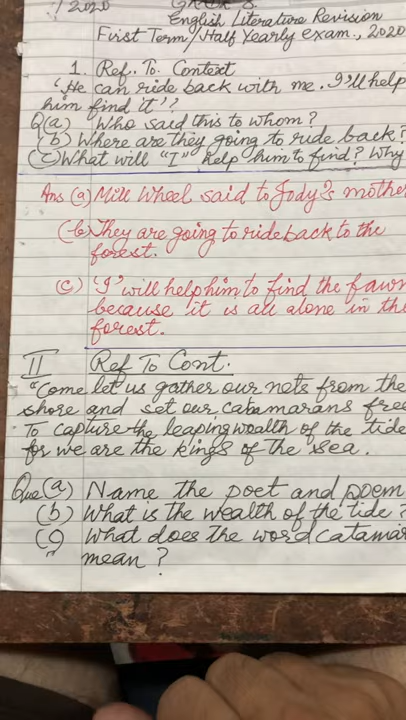 /2020
English Literature Revision
First Term/Half Yearly exam., 2020
1. Ref. To. Context
"He can ride back with me. I'll help
him find it"?
Q(a) Who said this to whom?
(b) Where are they going to ride back?
(c) What will "I" help him to find? Why
Ans (a) Mill Wheel said to Jody's mother
(b) They are going to ride back to the
forest.
(c) 'I' will help him to find the fawn
because it is all alone in the
forest.
II Ref To Cont.
"Come let us gather our nets from the
shore and set our catamarans free
To capture the leaping wealth of the tide
for we are the kings of the sea.
Que (a) Name the poet and poem
(b) What is the wealth of the tide?
(c) What does the word catamar
mean?